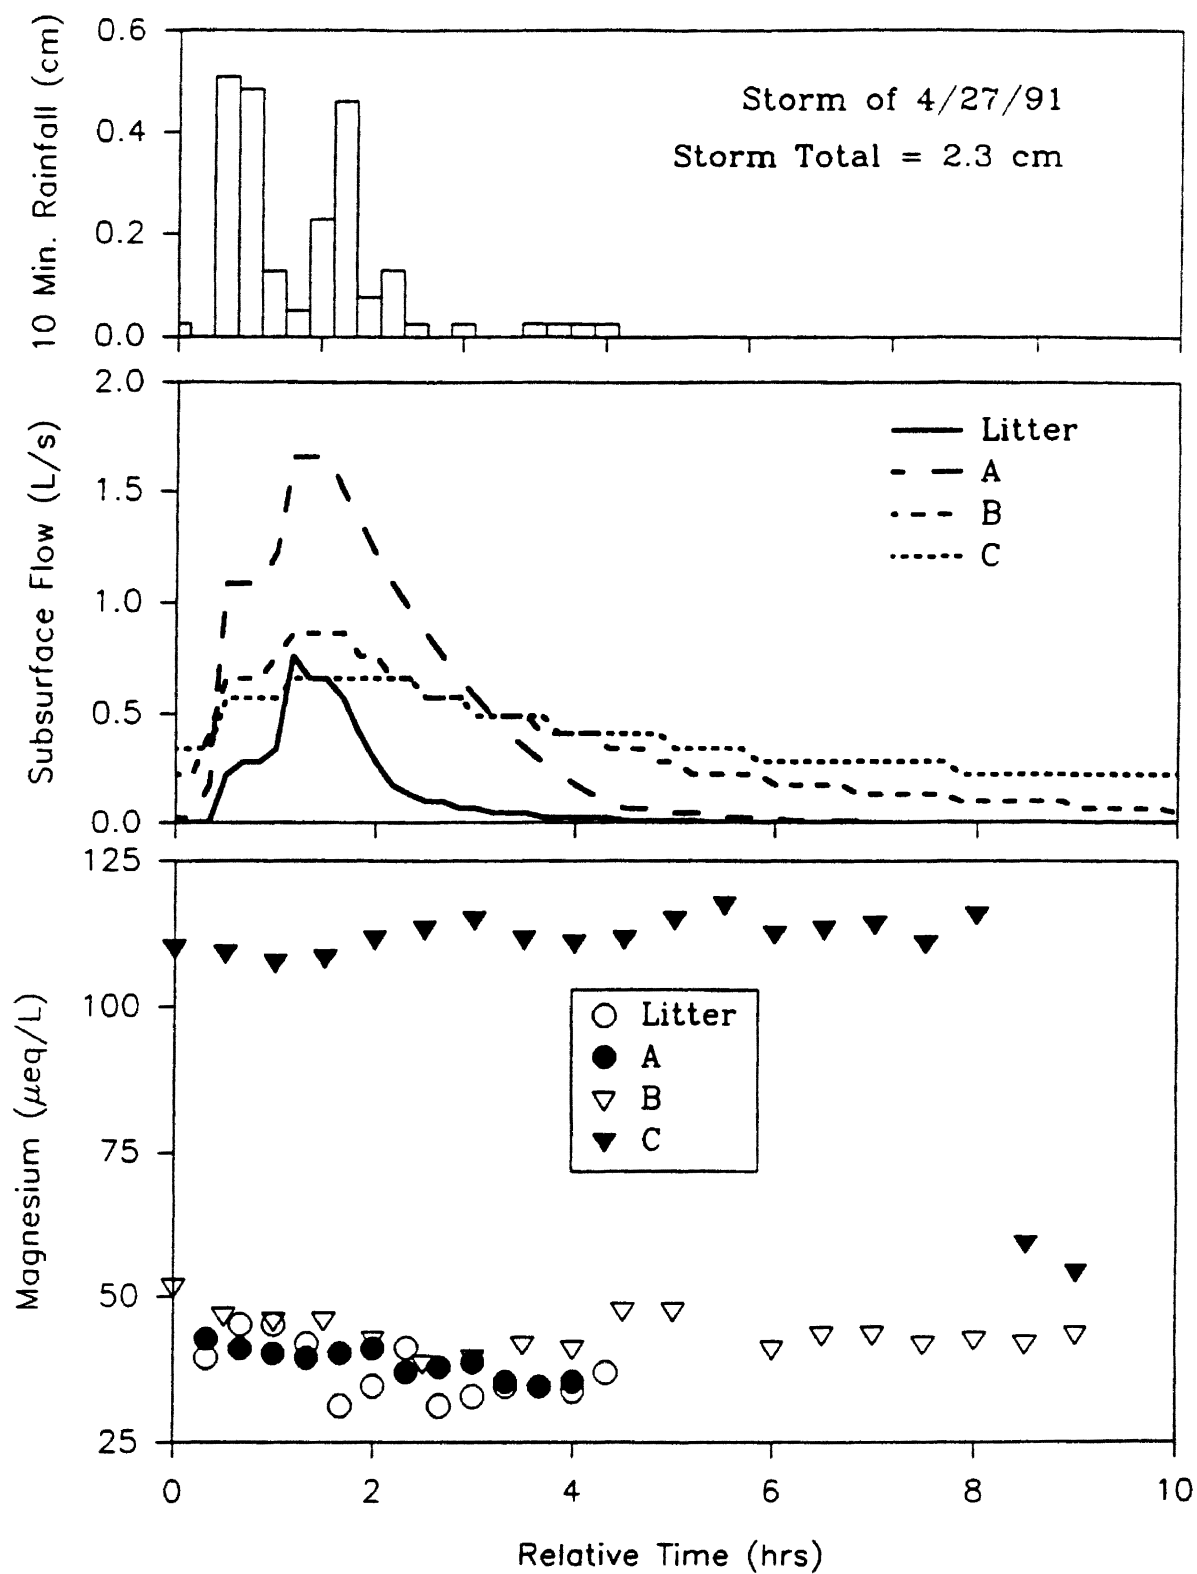 10 Min. Rainfall (cm)
0.6
0.4
0.2
0.0
Storm of 4/27/91
Storm Total = 2.3 cm
Subsurface Flow (L/s)
2.0
1.5
1.0
0.5
0.0
Litter
A
B
C
Magnesium (μeq/L)
125
100
75
50
25
Litter
A
B
C
0 2 4 6 8 10
Relative Time (hrs)